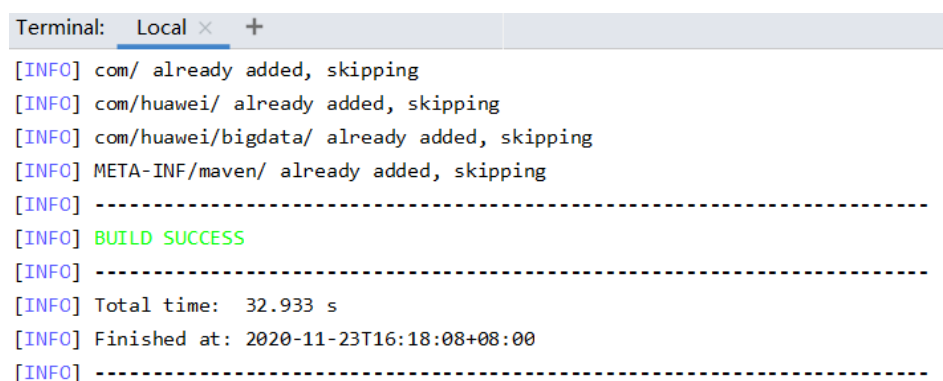 Terminal: Local × +
[INFO] com/ already added, skipping
[INFO] com/huawei/ already added, skipping
[INFO] com/huawei/bigdata/ already added, skipping
[INFO] META-INF/maven/ already added, skipping
[INFO] ------------------------------------------------------------------------
[INFO] BUILD SUCCESS
[INFO] ------------------------------------------------------------------------
[INFO] Total time:  32.933 s
[INFO] Finished at: 2020-11-23T16:18:08+08:00
[INFO] ------------------------------------------------------------------------